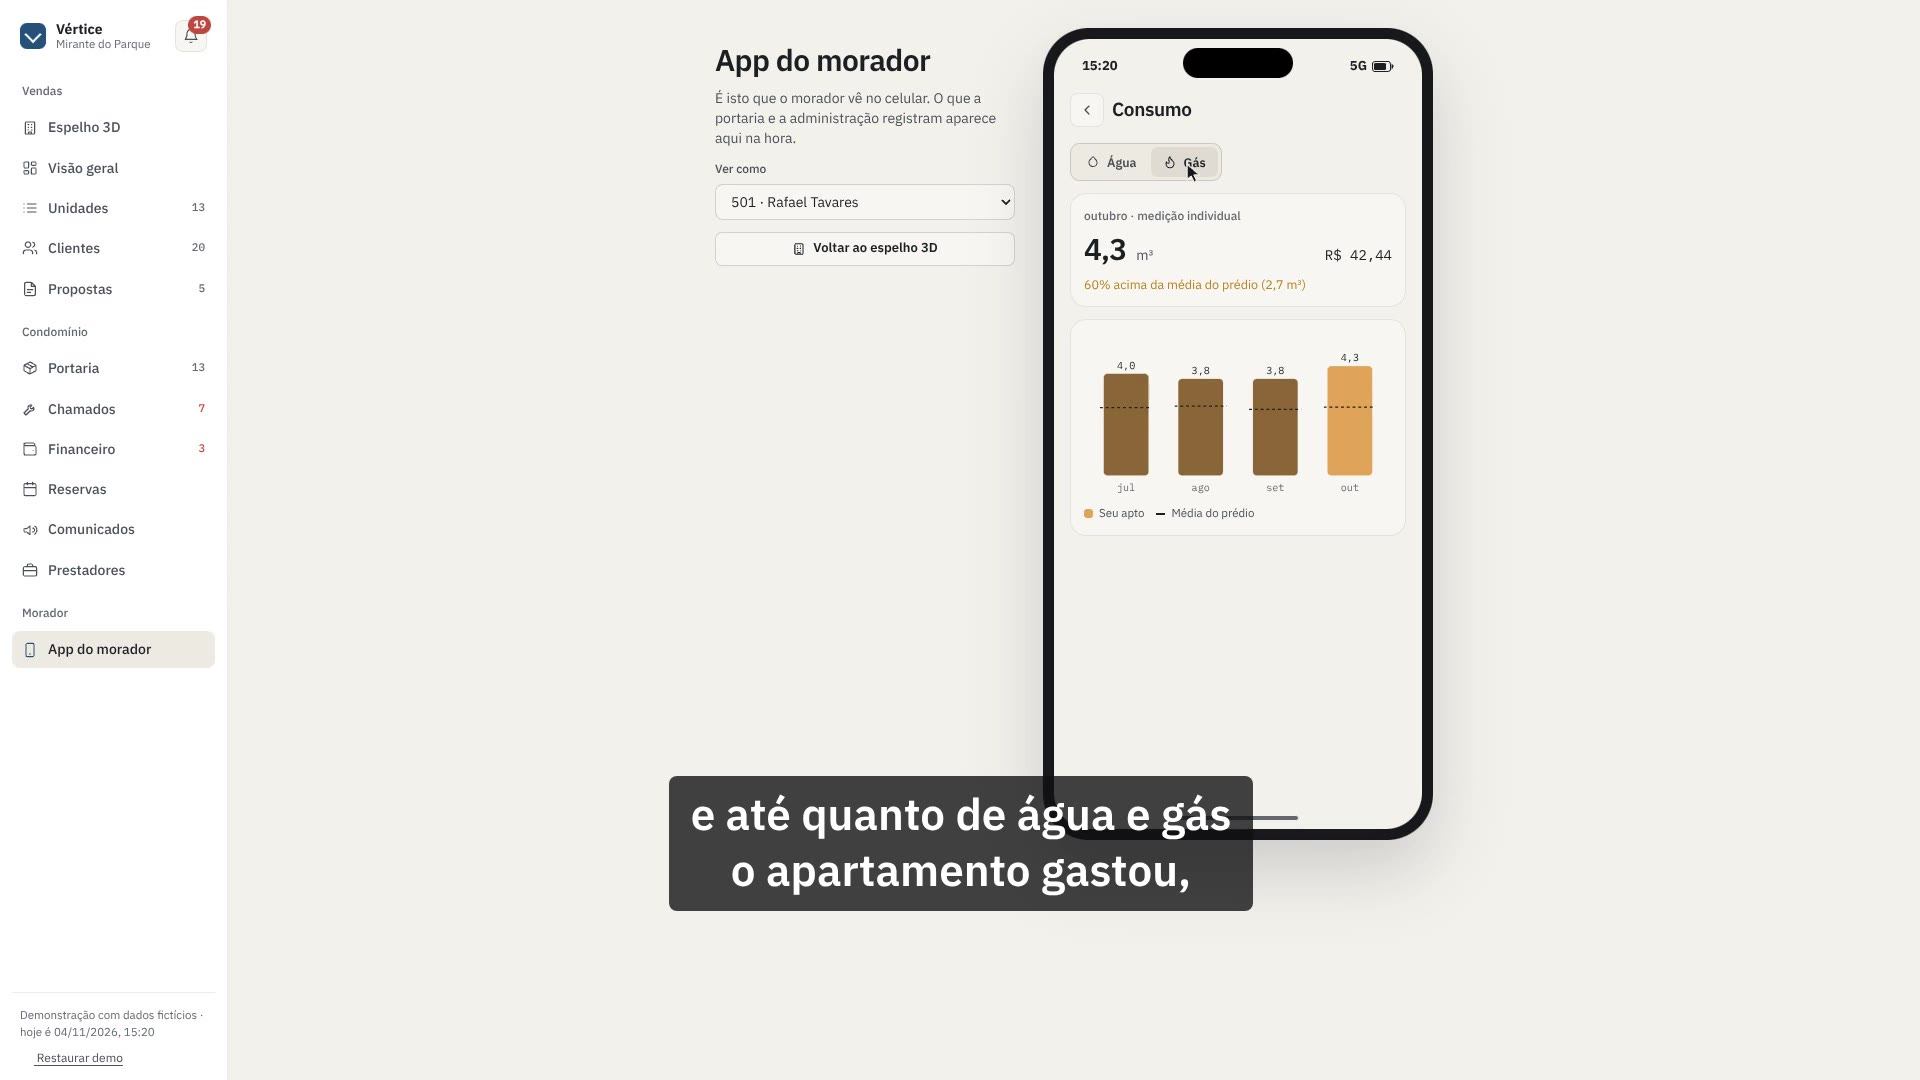 Vértice
Mirante do Parque
19
Vendas
Espelho 3D
Visão geral
Unidades 13
Clientes 20
Propostas 5
Condomínio
Portaria 13
Chamados 7
Financeiro 3
Reservas
Comunicados
Prestadores
Morador
App do morador
Demonstração com dados fictícios ·
hoje é 04/11/2026, 15:20
Restaurar demo
App do morador
É isto que o morador vê no celular. O que a
portaria e a administração registram aparece
aqui na hora.
Ver como
501 · Rafael Tavares
Voltar ao espelho 3D
15:20 5G
Consumo
Água Gás
outubro · medição individual
4,3 m³ R$ 42,44
60% acima da média do prédio (2,7 m³)
4,0 3,8 3,8 4,3
jul ago set out
Seu apto Média do prédio
e até quanto de água e gás
o apartamento gastou,